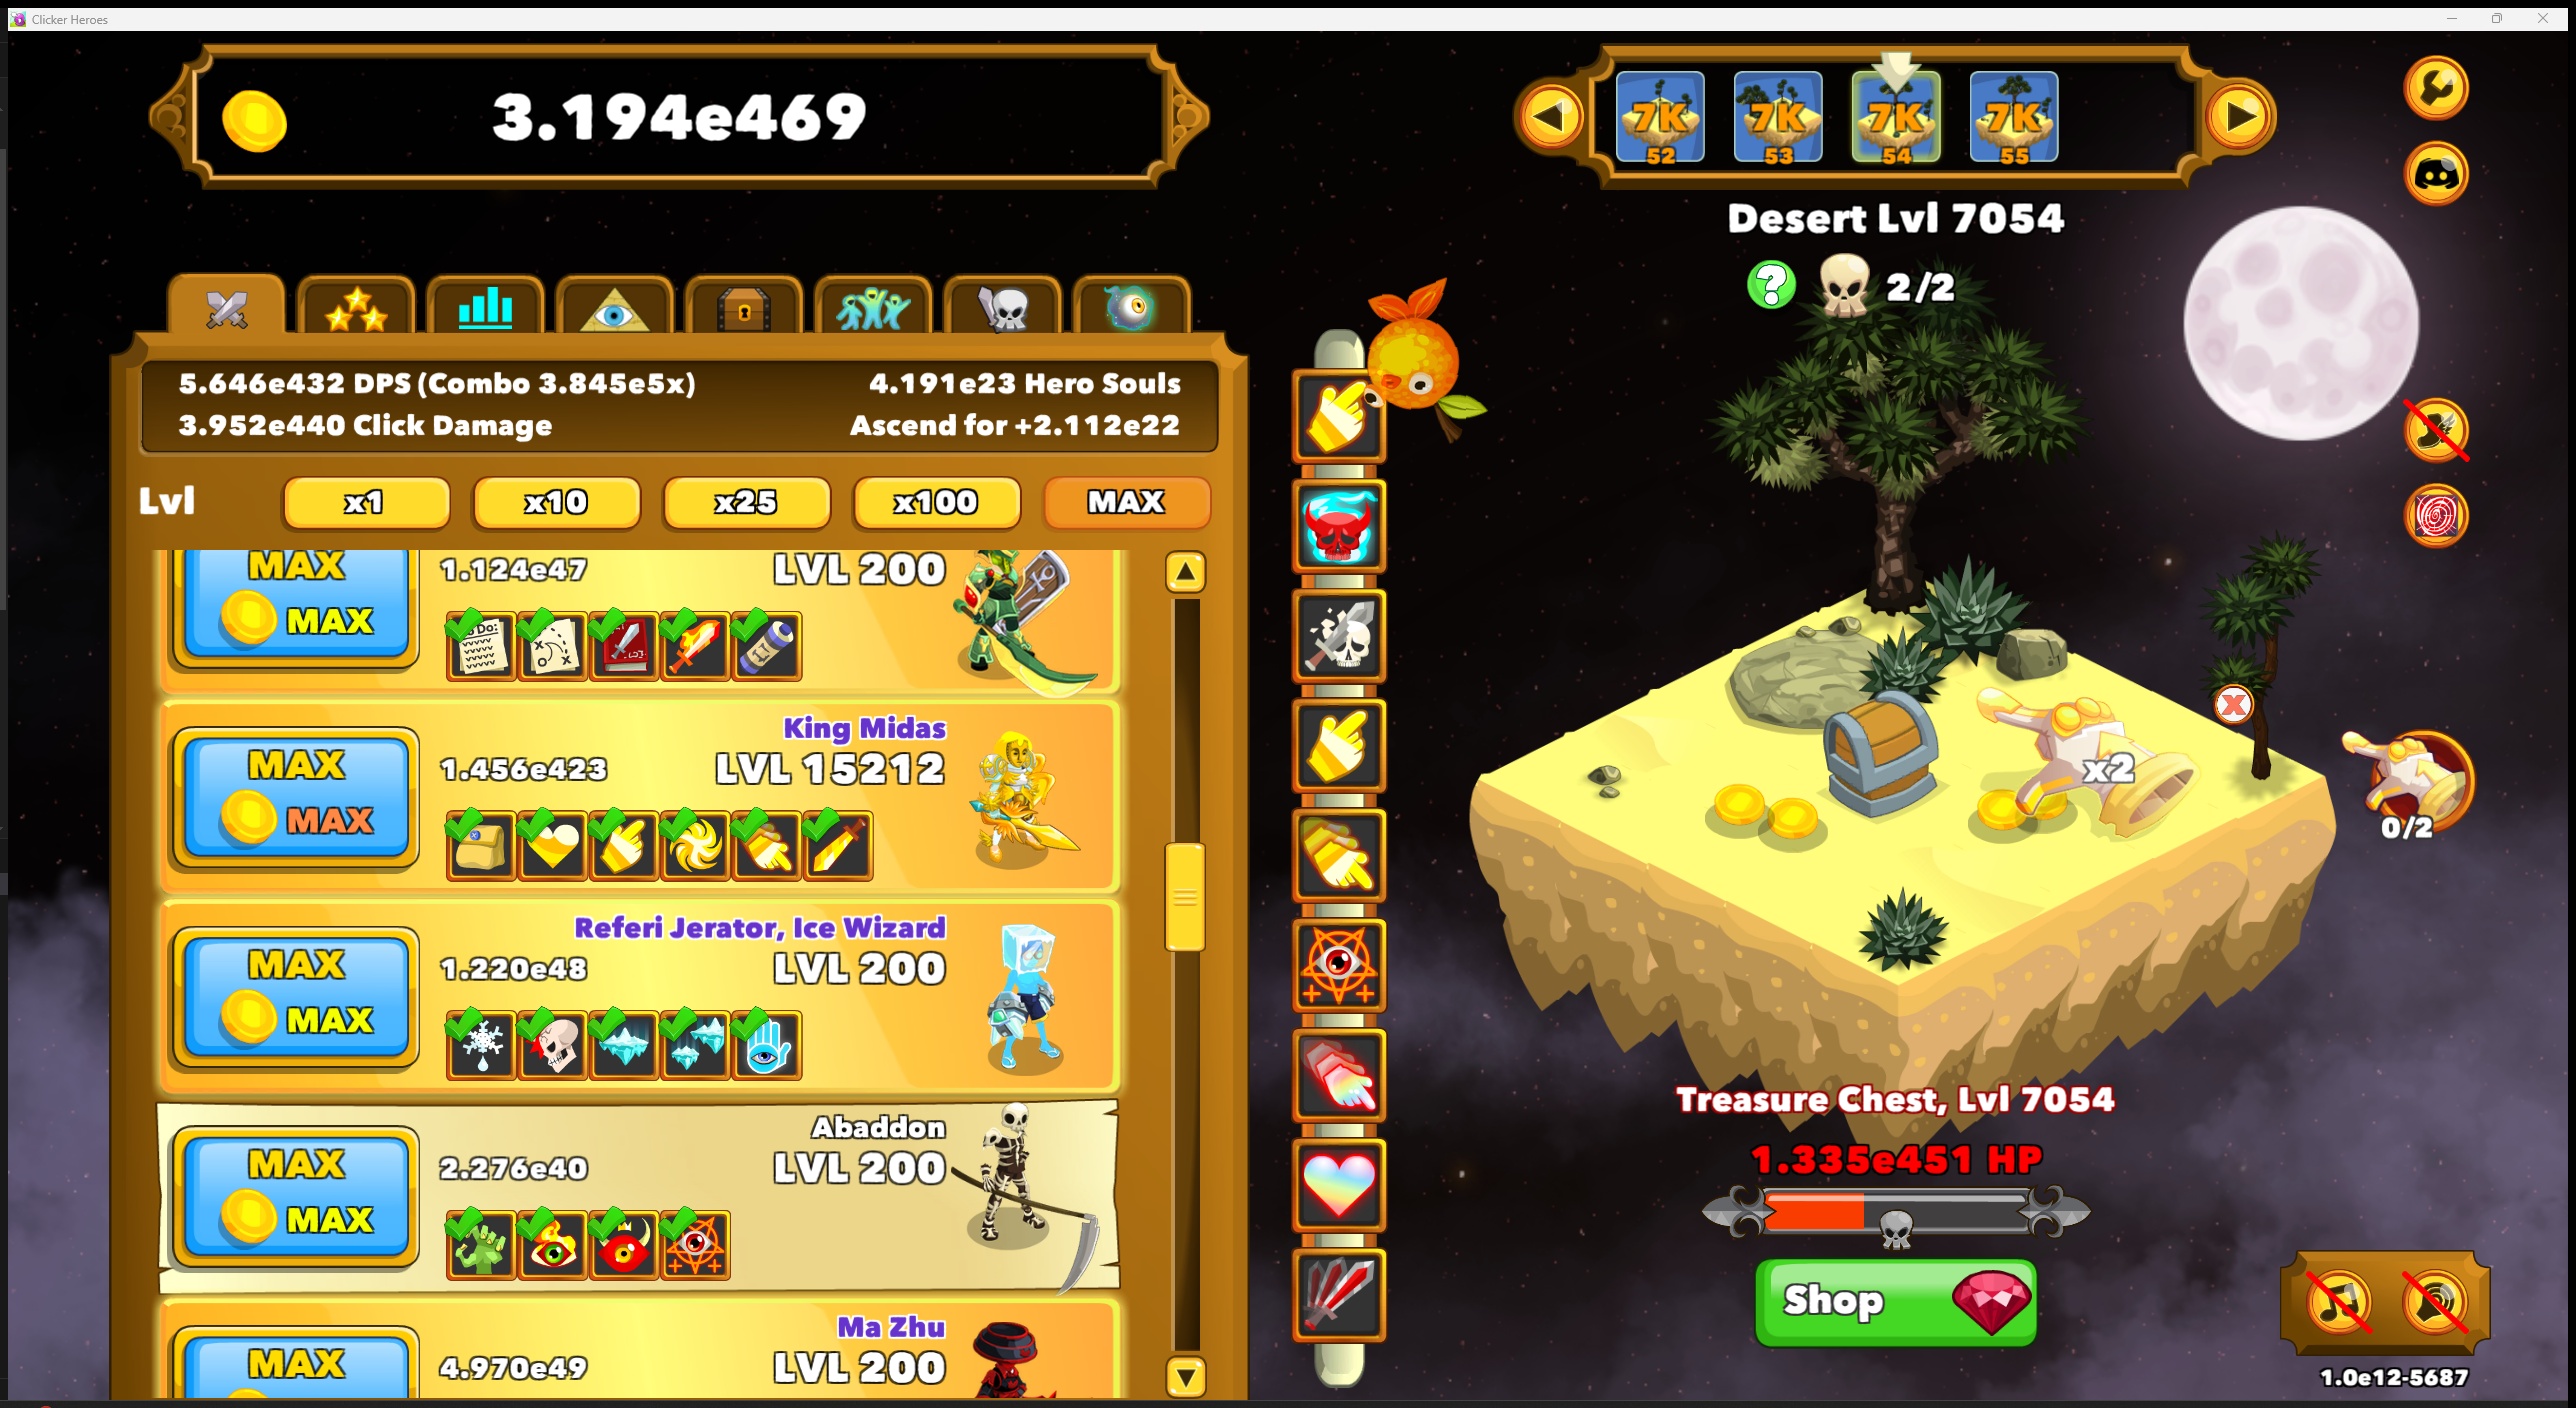 Clicker Heroes
3.194e469
7K 7K 7K 7K
52 53 54 55
Desert Lvl 7054
2/2
5.646e432 DPS (Combo 3.845e5x)
4.191e23 Hero Souls
3.952e440 Click Damage
Ascend for +2.112e22
Lvl x1 x10 x25 x100 MAX
MAX
MAX
1.124e47
LVL 200
Do:
King Midas
MAX
MAX
1.456e423
LVL 15212
Referi Jerator, Ice Wizard
MAX
MAX
1.220e48
LVL 200
Abaddon
MAX
MAX
2.276e40
LVL 200
Ma Zhu
MAX
4.970e49
LVL 200
x2
X
0/2
Treasure Chest, Lvl 7054
1.335e451 HP
Shop
1.0e12-5687